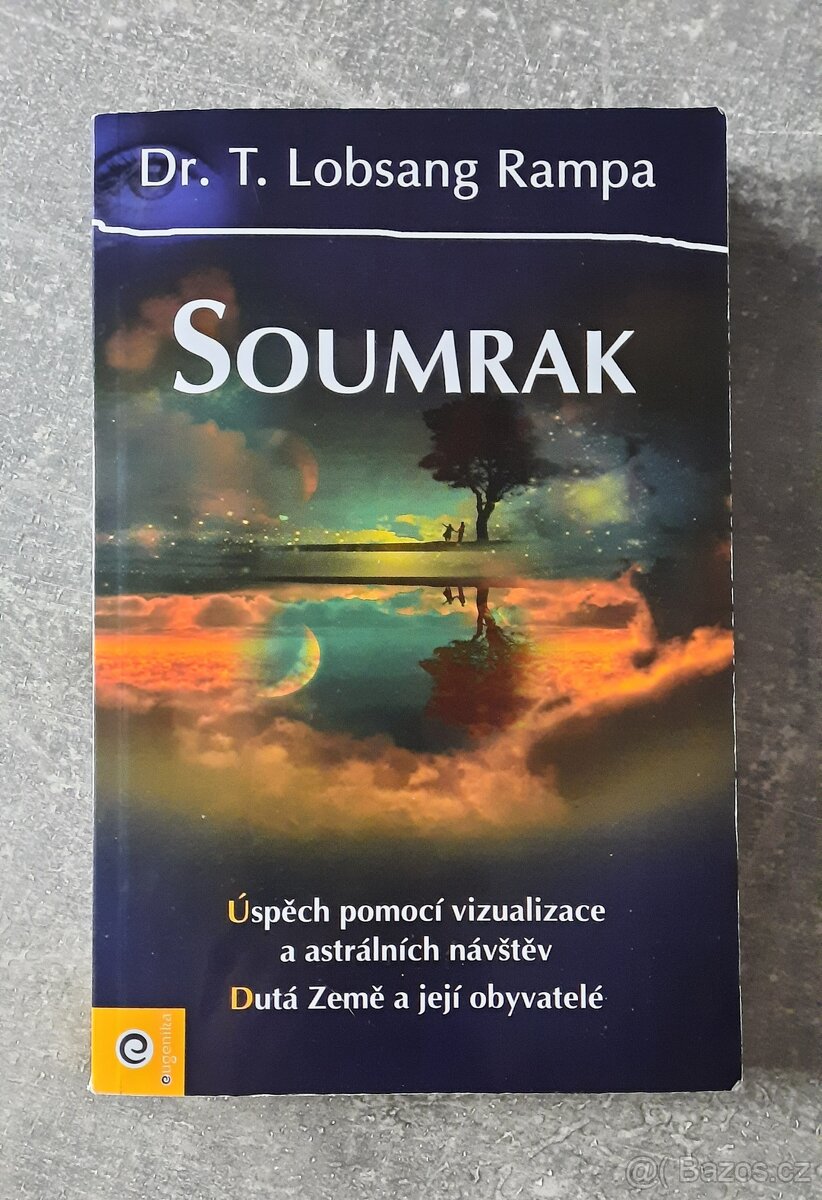 Dr. T. Lobsang Rampa
SOUMRAK
Úspěch pomocí vizualizace
a astrálních návštěv
Dutá Země a její obyvatelé
e
eugenika
@( Bazos.cz